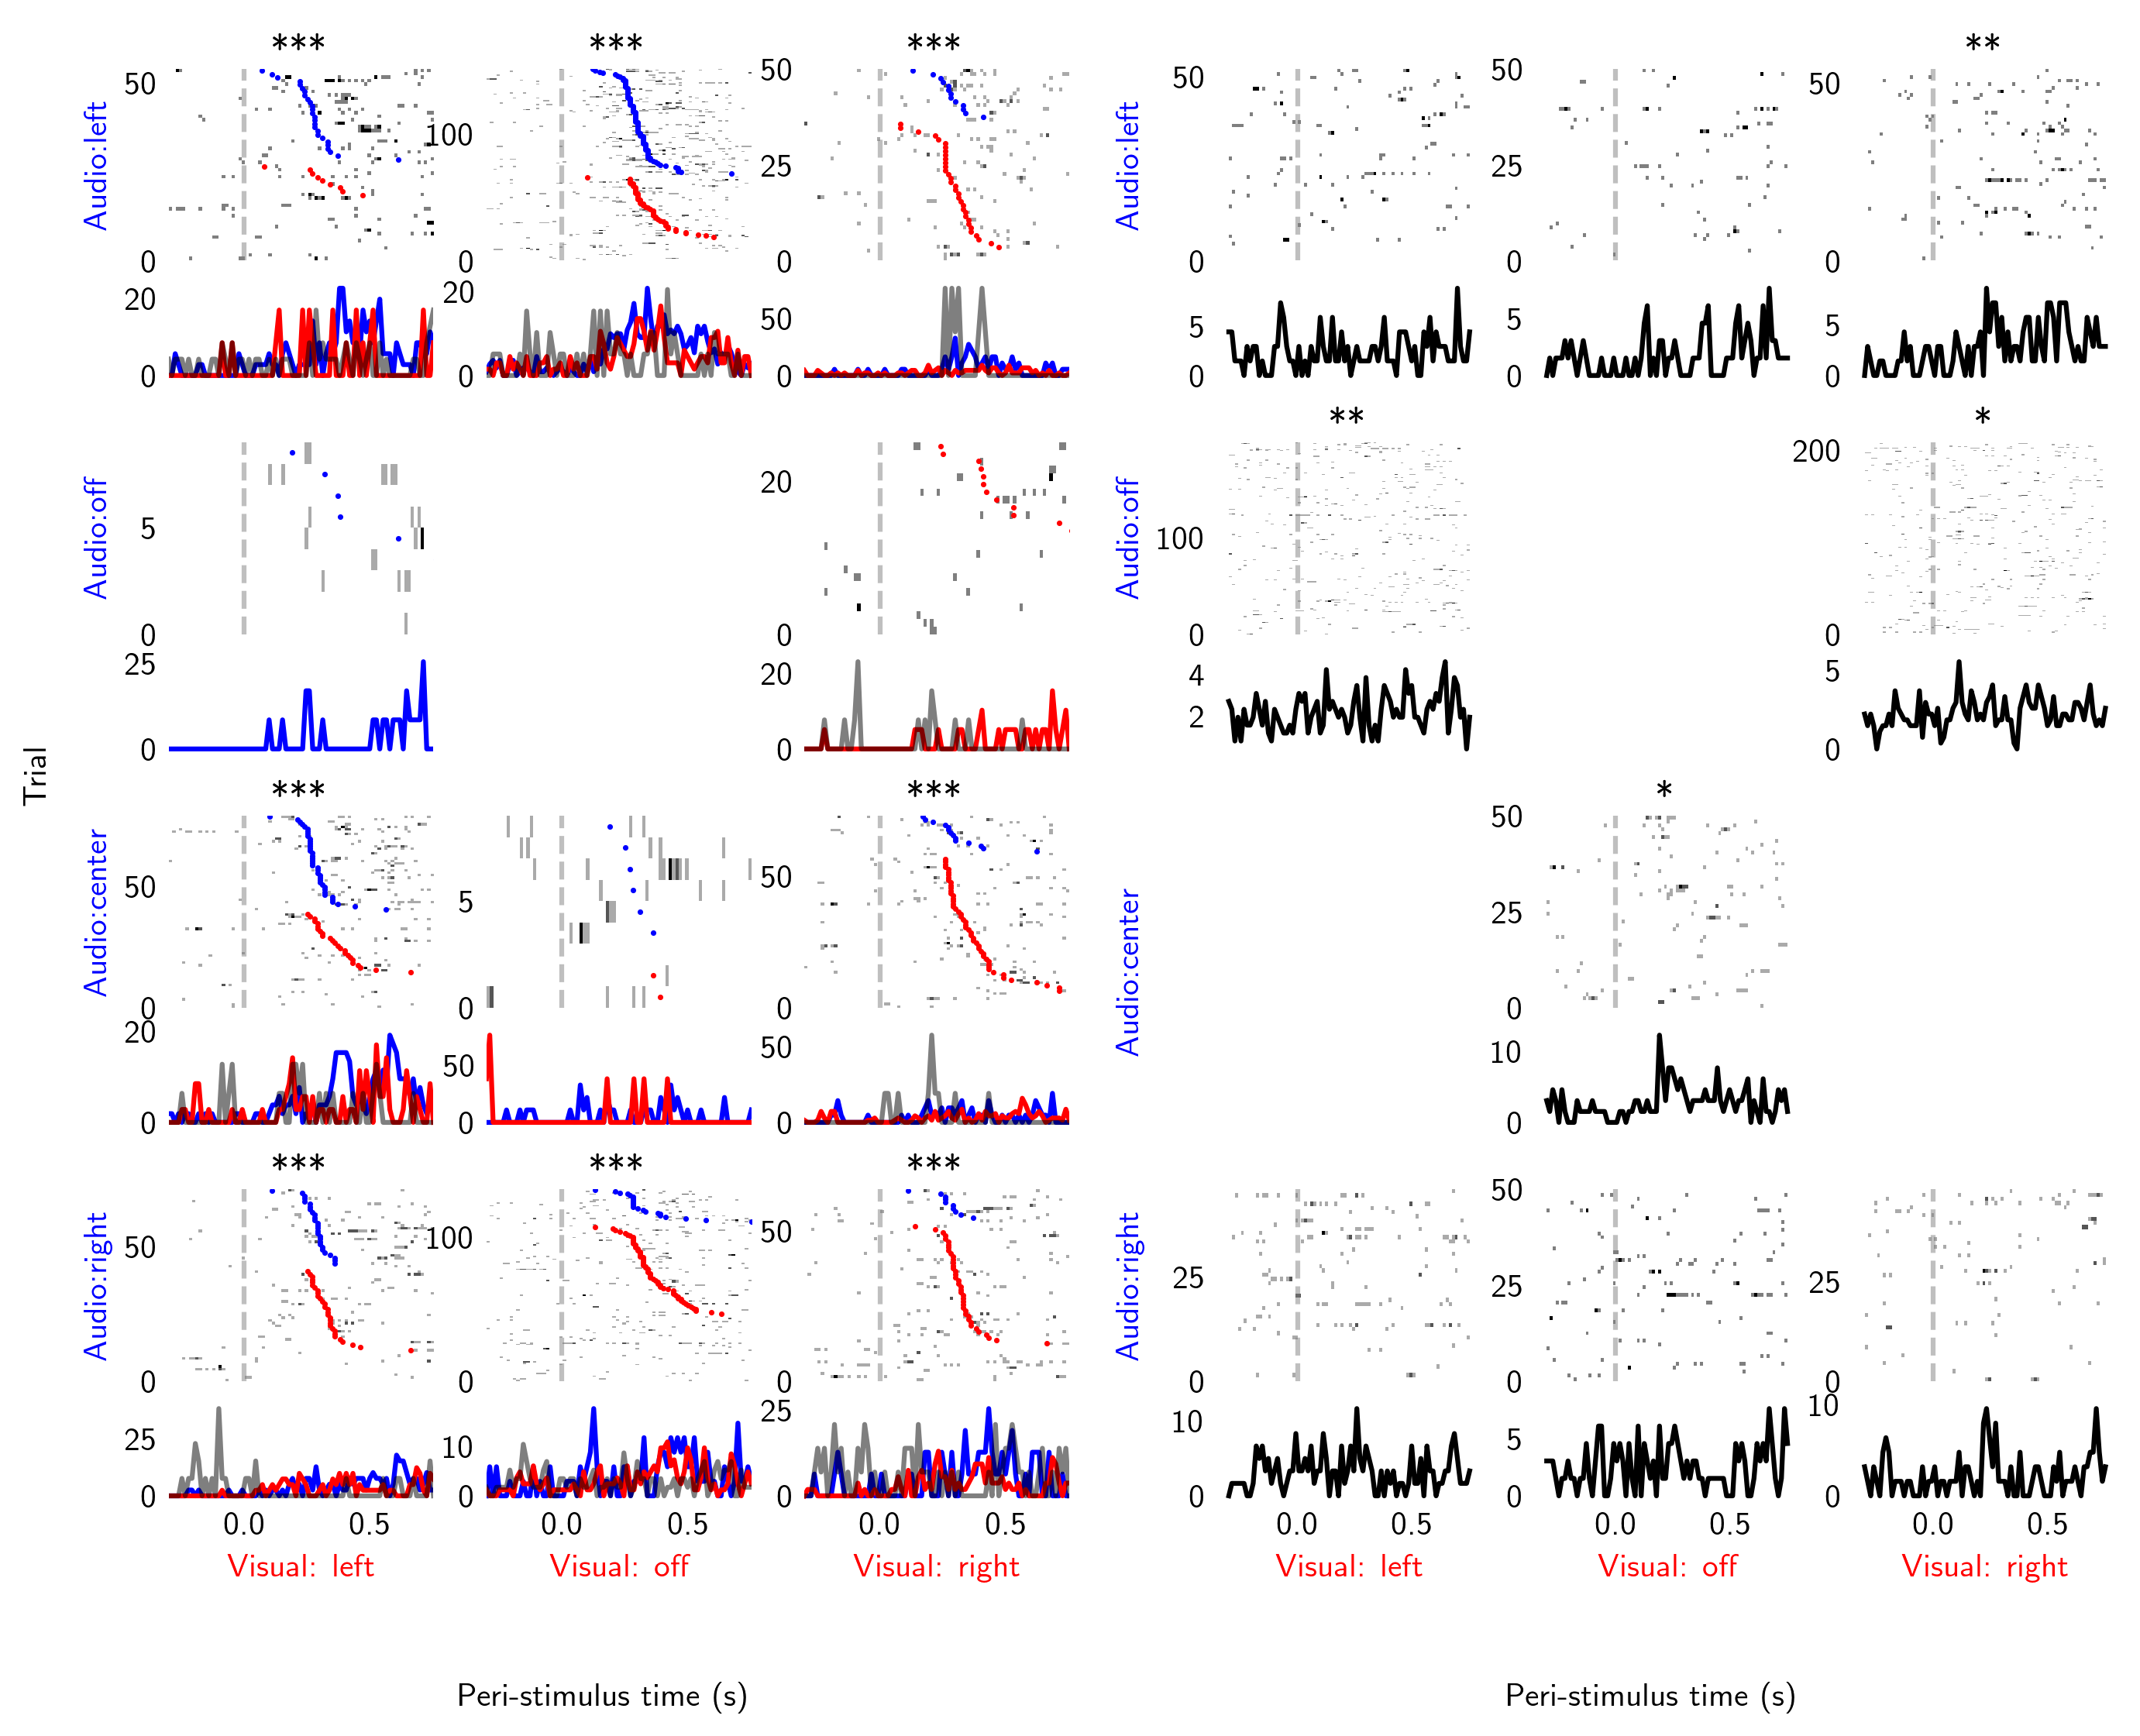 *** *** *** **
50 100 50 25 50 50 25 50
Audio:left Audio:left
0 0 0 0 0 0
20 20 50 5 5 5
0 0 0 0 0 0
** *
5 20 100 200
Audio:off Audio:off
0 0 0 0
25 20 4 2 5
0 0 0
*** *** *
50 5 50 50 25
Audio:center Audio:center
0 0 0 0
20 50 50 10
0 0 0 0
*** *** ***
50 100 50 25 50 25 25
Audio:right Audio:right
0 0 0 0 0 0
25 10 25 10 5 10
0 0 0 0 0 0
0.0 0.5 0.0 0.5 0.0 0.5 0.0 0.5 0.0 0.5 0.0 0.5
Visual: left Visual: off Visual: right Visual: left Visual: off Visual: right
Trial
Peri-stimulus time (s) Peri-stimulus time (s)